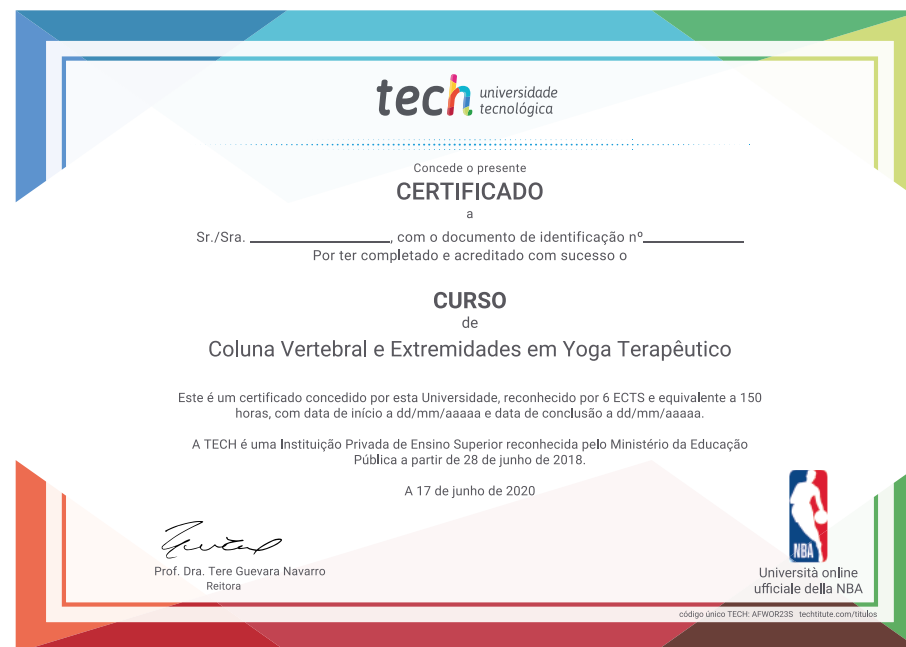 tech universidade
tecnológica
Concede o presente
CERTIFICADO
a
Sr./Sra. ____________________, com o documento de identificação nº______________
Por ter completado e acreditado com sucesso o
CURSO
de
Coluna Vertebral e Extremidades em Yoga Terapêutico
Este é um certificado concedido por esta Universidade, reconhecido por 6 ECTS e equivalente a 150
horas, com data de início a dd/mm/aaaaa e data de conclusão a dd/mm/aaaaa.
A TECH é uma Instituição Privada de Ensino Superior reconhecida pelo Ministério da Educação
Pública a partir de 28 de junho de 2018.
A 17 de junho de 2020
Prof. Dra. Tere Guevara Navarro
Reitora
NBA
Università online
ufficiale della NBA
código único TECH: AFWOR23S techtitute.com/titulos